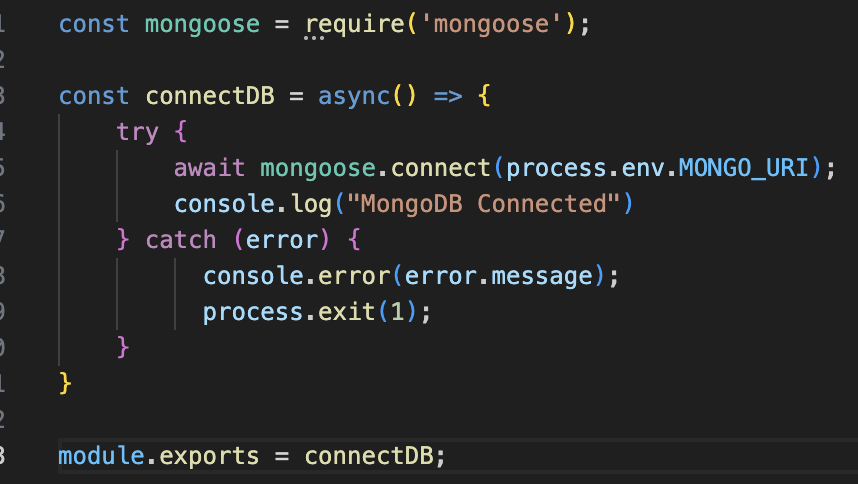 const mongoose = require('mongoose');
const connectDB = async() => {
try {
await mongoose.connect(process.env.MONGO_URI);
console.log("MongoDB Connected")
} catch (error) {
console.error(error.message);
process.exit(1);
}
}
module.exports = connectDB;